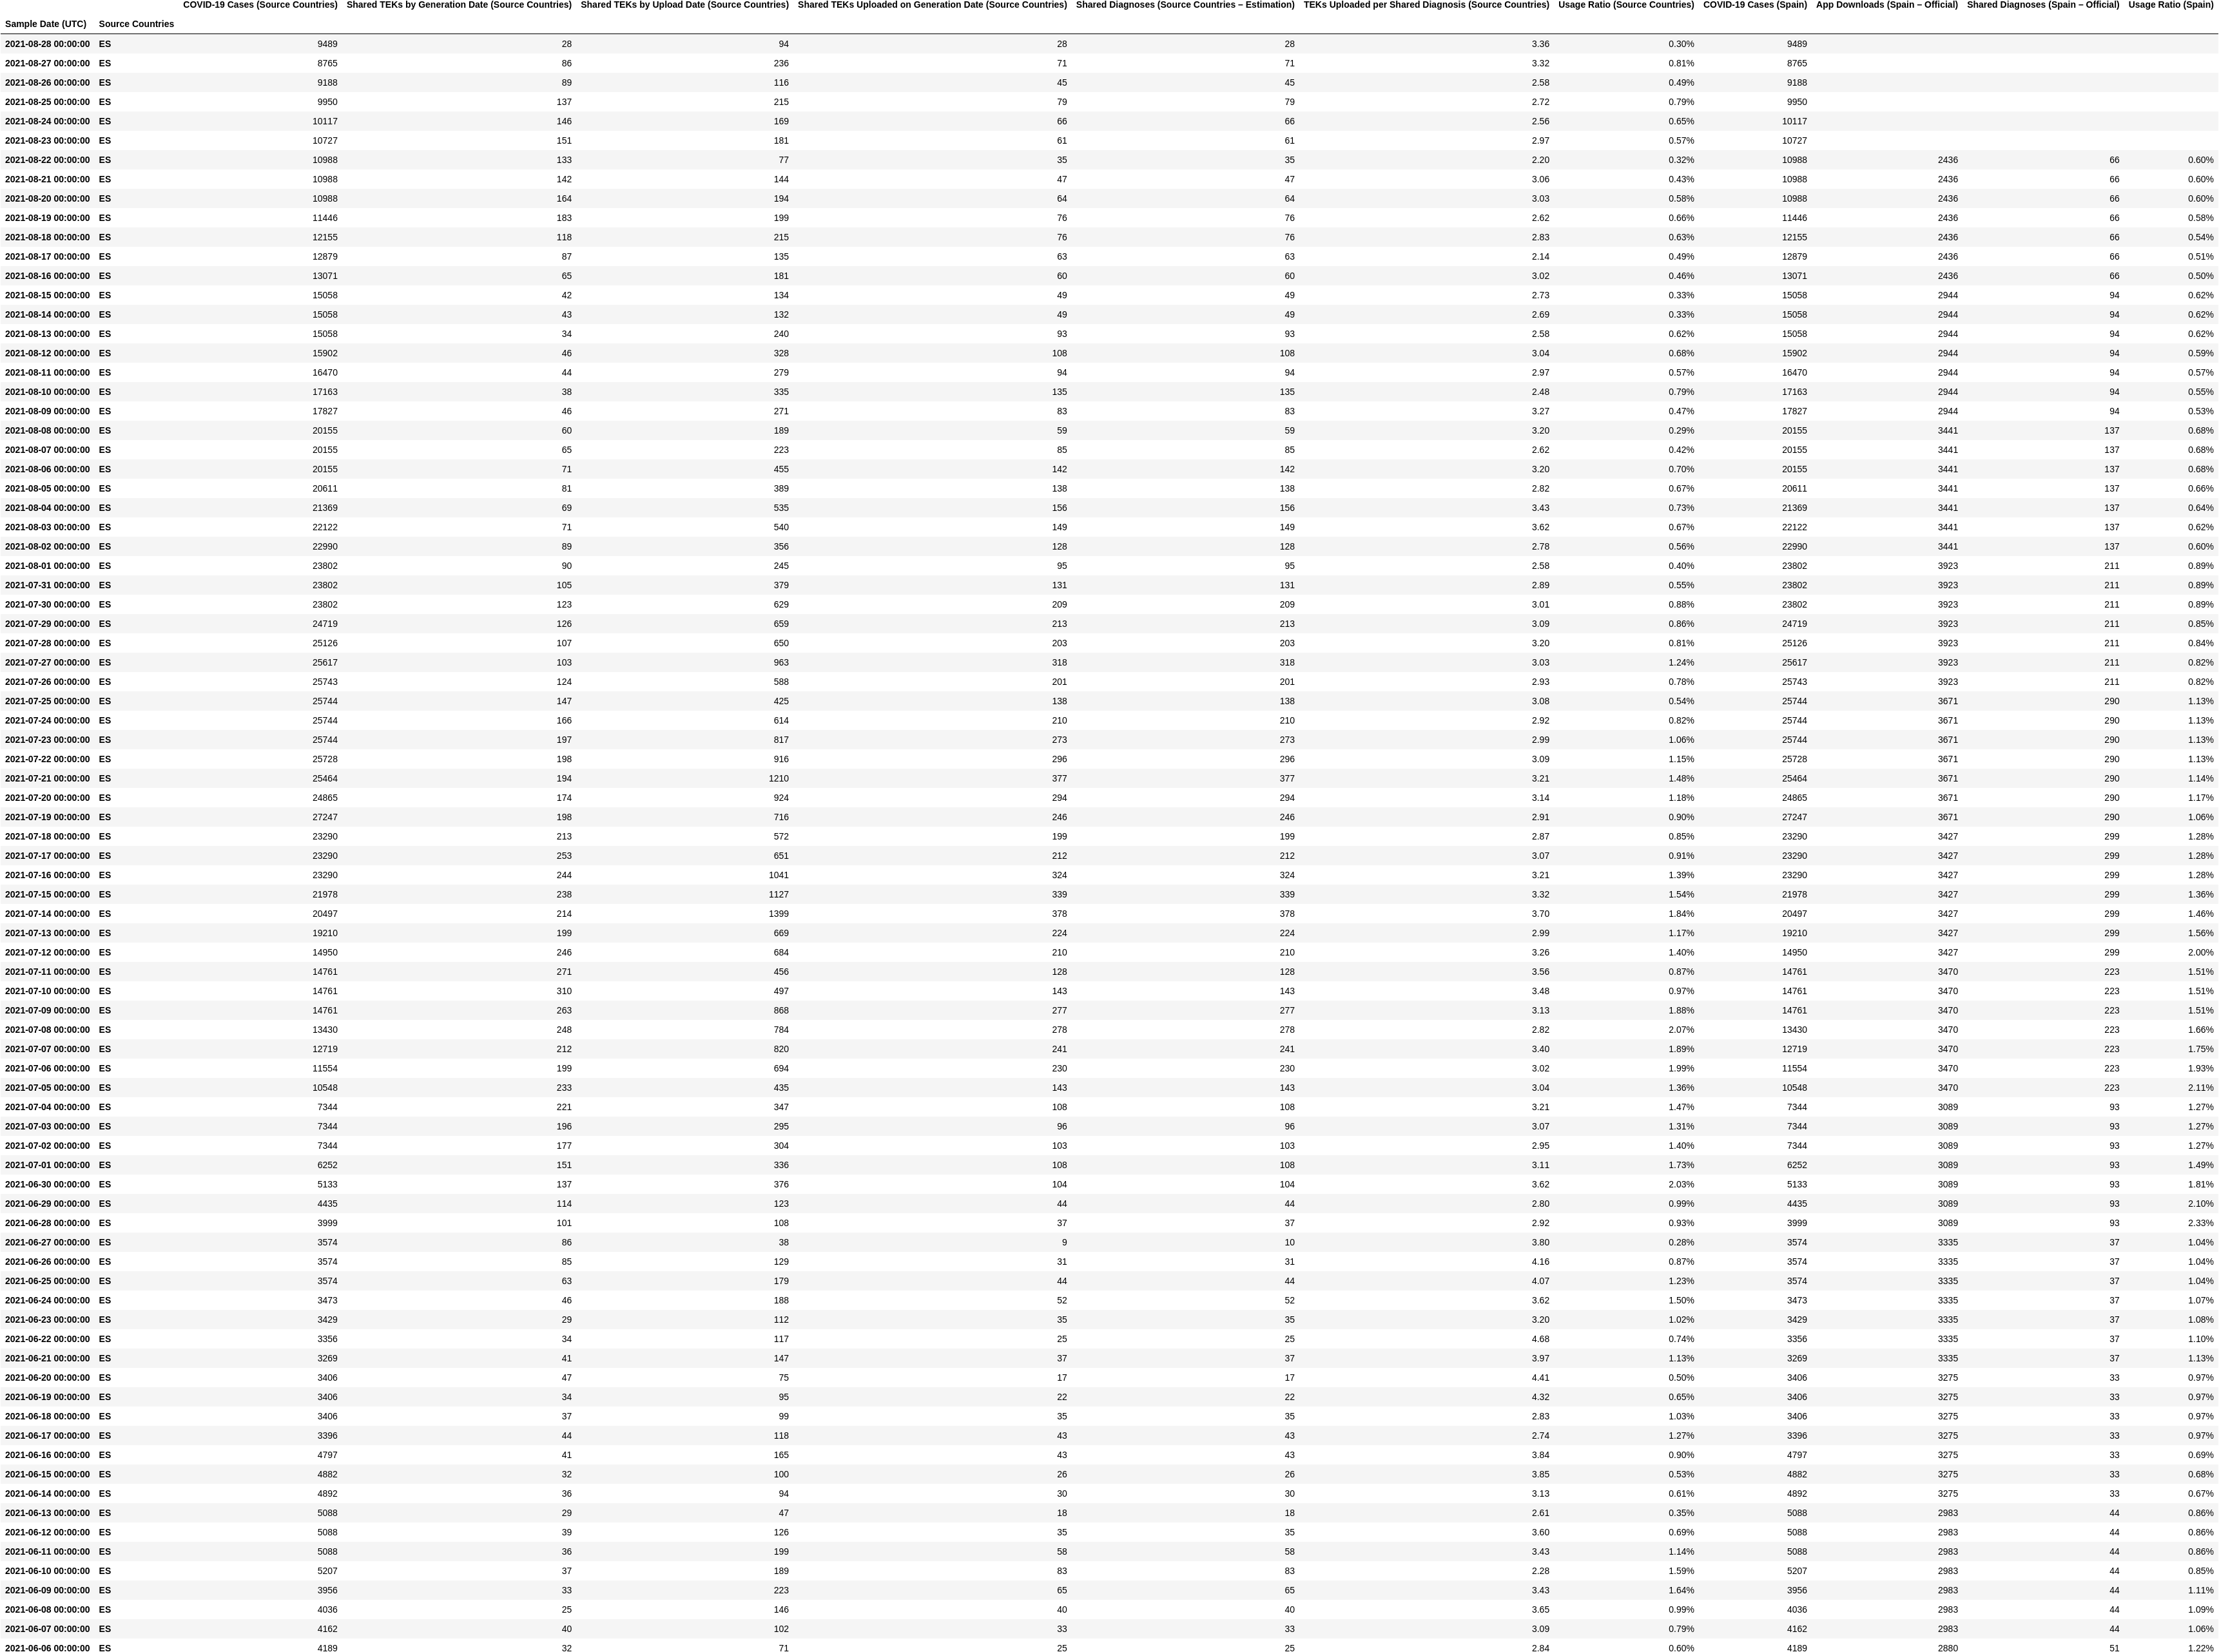 COVID-19 Cases (Source Countries) Shared TEKs by Generation Date (Source Countries) Shared TEKs by Upload Date (Source Countries) Shared TEKs Uploaded on Generation Date (Source Countries) Shared Diagnoses (Source Countries – Estimation) TEKs Uploaded per Shared Diagnosis (Source Countries) Usage Ratio (Source Countries) COVID-19 Cases (Spain) App Downloads (Spain – Official) Shared Diagnoses (Spain – Official) Usage Ratio (Spain)
Sample Date (UTC) Source Countries
2021-08-28 00:00:00 ES 9489 28 94 28 28 3.36 0.30% 9489
2021-08-27 00:00:00 ES 8765 86 236 71 71 3.32 0.81% 8765
2021-08-26 00:00:00 ES 9188 89 116 45 45 2.58 0.49% 9188
2021-08-25 00:00:00 ES 9950 137 215 79 79 2.72 0.79% 9950
2021-08-24 00:00:00 ES 10117 146 169 66 66 2.56 0.65% 10117
2021-08-23 00:00:00 ES 10727 151 181 61 61 2.97 0.57% 10727
2021-08-22 00:00:00 ES 10988 133 77 35 35 2.20 0.32% 10988 2436 66 0.60%
2021-08-21 00:00:00 ES 10988 142 144 47 47 3.06 0.43% 10988 2436 66 0.60%
2021-08-20 00:00:00 ES 10988 164 194 64 64 3.03 0.58% 10988 2436 66 0.60%
2021-08-19 00:00:00 ES 11446 183 199 76 76 2.62 0.66% 11446 2436 66 0.58%
2021-08-18 00:00:00 ES 12155 118 215 76 76 2.83 0.63% 12155 2436 66 0.54%
2021-08-17 00:00:00 ES 12879 87 135 63 63 2.14 0.49% 12879 2436 66 0.51%
2021-08-16 00:00:00 ES 13071 65 181 60 60 3.02 0.46% 13071 2436 66 0.50%
2021-08-15 00:00:00 ES 15058 42 134 49 49 2.73 0.33% 15058 2944 94 0.62%
2021-08-14 00:00:00 ES 15058 43 132 49 49 2.69 0.33% 15058 2944 94 0.62%
2021-08-13 00:00:00 ES 15058 34 240 93 93 2.58 0.62% 15058 2944 94 0.62%
2021-08-12 00:00:00 ES 15902 46 328 108 108 3.04 0.68% 15902 2944 94 0.59%
2021-08-11 00:00:00 ES 16470 44 279 94 94 2.97 0.57% 16470 2944 94 0.57%
2021-08-10 00:00:00 ES 17163 38 335 135 135 2.48 0.79% 17163 2944 94 0.55%
2021-08-09 00:00:00 ES 17827 46 271 83 83 3.27 0.47% 17827 2944 94 0.53%
2021-08-08 00:00:00 ES 20155 60 189 59 59 3.20 0.29% 20155 3441 137 0.68%
2021-08-07 00:00:00 ES 20155 65 223 85 85 2.62 0.42% 20155 3441 137 0.68%
2021-08-06 00:00:00 ES 20155 71 455 142 142 3.20 0.70% 20155 3441 137 0.68%
2021-08-05 00:00:00 ES 20611 81 389 138 138 2.82 0.67% 20611 3441 137 0.66%
2021-08-04 00:00:00 ES 21369 69 535 156 156 3.43 0.73% 21369 3441 137 0.64%
2021-08-03 00:00:00 ES 22122 71 540 149 149 3.62 0.67% 22122 3441 137 0.62%
2021-08-02 00:00:00 ES 22990 89 356 128 128 2.78 0.56% 22990 3441 137 0.60%
2021-08-01 00:00:00 ES 23802 90 245 95 95 2.58 0.40% 23802 3923 211 0.89%
2021-07-31 00:00:00 ES 23802 105 379 131 131 2.89 0.55% 23802 3923 211 0.89%
2021-07-30 00:00:00 ES 23802 123 629 209 209 3.01 0.88% 23802 3923 211 0.89%
2021-07-29 00:00:00 ES 24719 126 659 213 213 3.09 0.86% 24719 3923 211 0.85%
2021-07-28 00:00:00 ES 25126 107 650 203 203 3.20 0.81% 25126 3923 211 0.84%
2021-07-27 00:00:00 ES 25617 103 963 318 318 3.03 1.24% 25617 3923 211 0.82%
2021-07-26 00:00:00 ES 25743 124 588 201 201 2.93 0.78% 25743 3923 211 0.82%
2021-07-25 00:00:00 ES 25744 147 425 138 138 3.08 0.54% 25744 3671 290 1.13%
2021-07-24 00:00:00 ES 25744 166 614 210 210 2.92 0.82% 25744 3671 290 1.13%
2021-07-23 00:00:00 ES 25744 197 817 273 273 2.99 1.06% 25744 3671 290 1.13%
2021-07-22 00:00:00 ES 25728 198 916 296 296 3.09 1.15% 25728 3671 290 1.13%
2021-07-21 00:00:00 ES 25464 194 1210 377 377 3.21 1.48% 25464 3671 290 1.14%
2021-07-20 00:00:00 ES 24865 174 924 294 294 3.14 1.18% 24865 3671 290 1.17%
2021-07-19 00:00:00 ES 27247 198 716 246 246 2.91 0.90% 27247 3671 290 1.06%
2021-07-18 00:00:00 ES 23290 213 572 199 199 2.87 0.85% 23290 3427 299 1.28%
2021-07-17 00:00:00 ES 23290 253 651 212 212 3.07 0.91% 23290 3427 299 1.28%
2021-07-16 00:00:00 ES 23290 244 1041 324 324 3.21 1.39% 23290 3427 299 1.28%
2021-07-15 00:00:00 ES 21978 238 1127 339 339 3.32 1.54% 21978 3427 299 1.36%
2021-07-14 00:00:00 ES 20497 214 1399 378 378 3.70 1.84% 20497 3427 299 1.46%
2021-07-13 00:00:00 ES 19210 199 669 224 224 2.99 1.17% 19210 3427 299 1.56%
2021-07-12 00:00:00 ES 14950 246 684 210 210 3.26 1.40% 14950 3427 299 2.00%
2021-07-11 00:00:00 ES 14761 271 456 128 128 3.56 0.87% 14761 3470 223 1.51%
2021-07-10 00:00:00 ES 14761 310 497 143 143 3.48 0.97% 14761 3470 223 1.51%
2021-07-09 00:00:00 ES 14761 263 868 277 277 3.13 1.88% 14761 3470 223 1.51%
2021-07-08 00:00:00 ES 13430 248 784 278 278 2.82 2.07% 13430 3470 223 1.66%
2021-07-07 00:00:00 ES 12719 212 820 241 241 3.40 1.89% 12719 3470 223 1.75%
2021-07-06 00:00:00 ES 11554 199 694 230 230 3.02 1.99% 11554 3470 223 1.93%
2021-07-05 00:00:00 ES 10548 233 435 143 143 3.04 1.36% 10548 3470 223 2.11%
2021-07-04 00:00:00 ES 7344 221 347 108 108 3.21 1.47% 7344 3089 93 1.27%
2021-07-03 00:00:00 ES 7344 196 295 96 96 3.07 1.31% 7344 3089 93 1.27%
2021-07-02 00:00:00 ES 7344 177 304 103 103 2.95 1.40% 7344 3089 93 1.27%
2021-07-01 00:00:00 ES 6252 151 336 108 108 3.11 1.73% 6252 3089 93 1.49%
2021-06-30 00:00:00 ES 5133 137 376 104 104 3.62 2.03% 5133 3089 93 1.81%
2021-06-29 00:00:00 ES 4435 114 123 44 44 2.80 0.99% 4435 3089 93 2.10%
2021-06-28 00:00:00 ES 3999 101 108 37 37 2.92 0.93% 3999 3089 93 2.33%
2021-06-27 00:00:00 ES 3574 86 38 9 10 3.80 0.28% 3574 3335 37 1.04%
2021-06-26 00:00:00 ES 3574 85 129 31 31 4.16 0.87% 3574 3335 37 1.04%
2021-06-25 00:00:00 ES 3574 63 179 44 44 4.07 1.23% 3574 3335 37 1.04%
2021-06-24 00:00:00 ES 3473 46 188 52 52 3.62 1.50% 3473 3335 37 1.07%
2021-06-23 00:00:00 ES 3429 29 112 35 35 3.20 1.02% 3429 3335 37 1.08%
2021-06-22 00:00:00 ES 3356 34 117 25 25 4.68 0.74% 3356 3335 37 1.10%
2021-06-21 00:00:00 ES 3269 41 147 37 37 3.97 1.13% 3269 3335 37 1.13%
2021-06-20 00:00:00 ES 3406 47 75 17 17 4.41 0.50% 3406 3275 33 0.97%
2021-06-19 00:00:00 ES 3406 34 95 22 22 4.32 0.65% 3406 3275 33 0.97%
2021-06-18 00:00:00 ES 3406 37 99 35 35 2.83 1.03% 3406 3275 33 0.97%
2021-06-17 00:00:00 ES 3396 44 118 43 43 2.74 1.27% 3396 3275 33 0.97%
2021-06-16 00:00:00 ES 4797 41 165 43 43 3.84 0.90% 4797 3275 33 0.69%
2021-06-15 00:00:00 ES 4882 32 100 26 26 3.85 0.53% 4882 3275 33 0.68%
2021-06-14 00:00:00 ES 4892 36 94 30 30 3.13 0.61% 4892 3275 33 0.67%
2021-06-13 00:00:00 ES 5088 29 47 18 18 2.61 0.35% 5088 2983 44 0.86%
2021-06-12 00:00:00 ES 5088 39 126 35 35 3.60 0.69% 5088 2983 44 0.86%
2021-06-11 00:00:00 ES 5088 36 199 58 58 3.43 1.14% 5088 2983 44 0.86%
2021-06-10 00:00:00 ES 5207 37 189 83 83 2.28 1.59% 5207 2983 44 0.85%
2021-06-09 00:00:00 ES 3956 33 223 65 65 3.43 1.64% 3956 2983 44 1.11%
2021-06-08 00:00:00 ES 4036 25 146 40 40 3.65 0.99% 4036 2983 44 1.09%
2021-06-07 00:00:00 ES 4162 40 102 33 33 3.09 0.79% 4162 2983 44 1.06%
2021-06-06 00:00:00 ES 4189 32 71 25 25 2.84 0.60% 4189 2880 51 1.22%